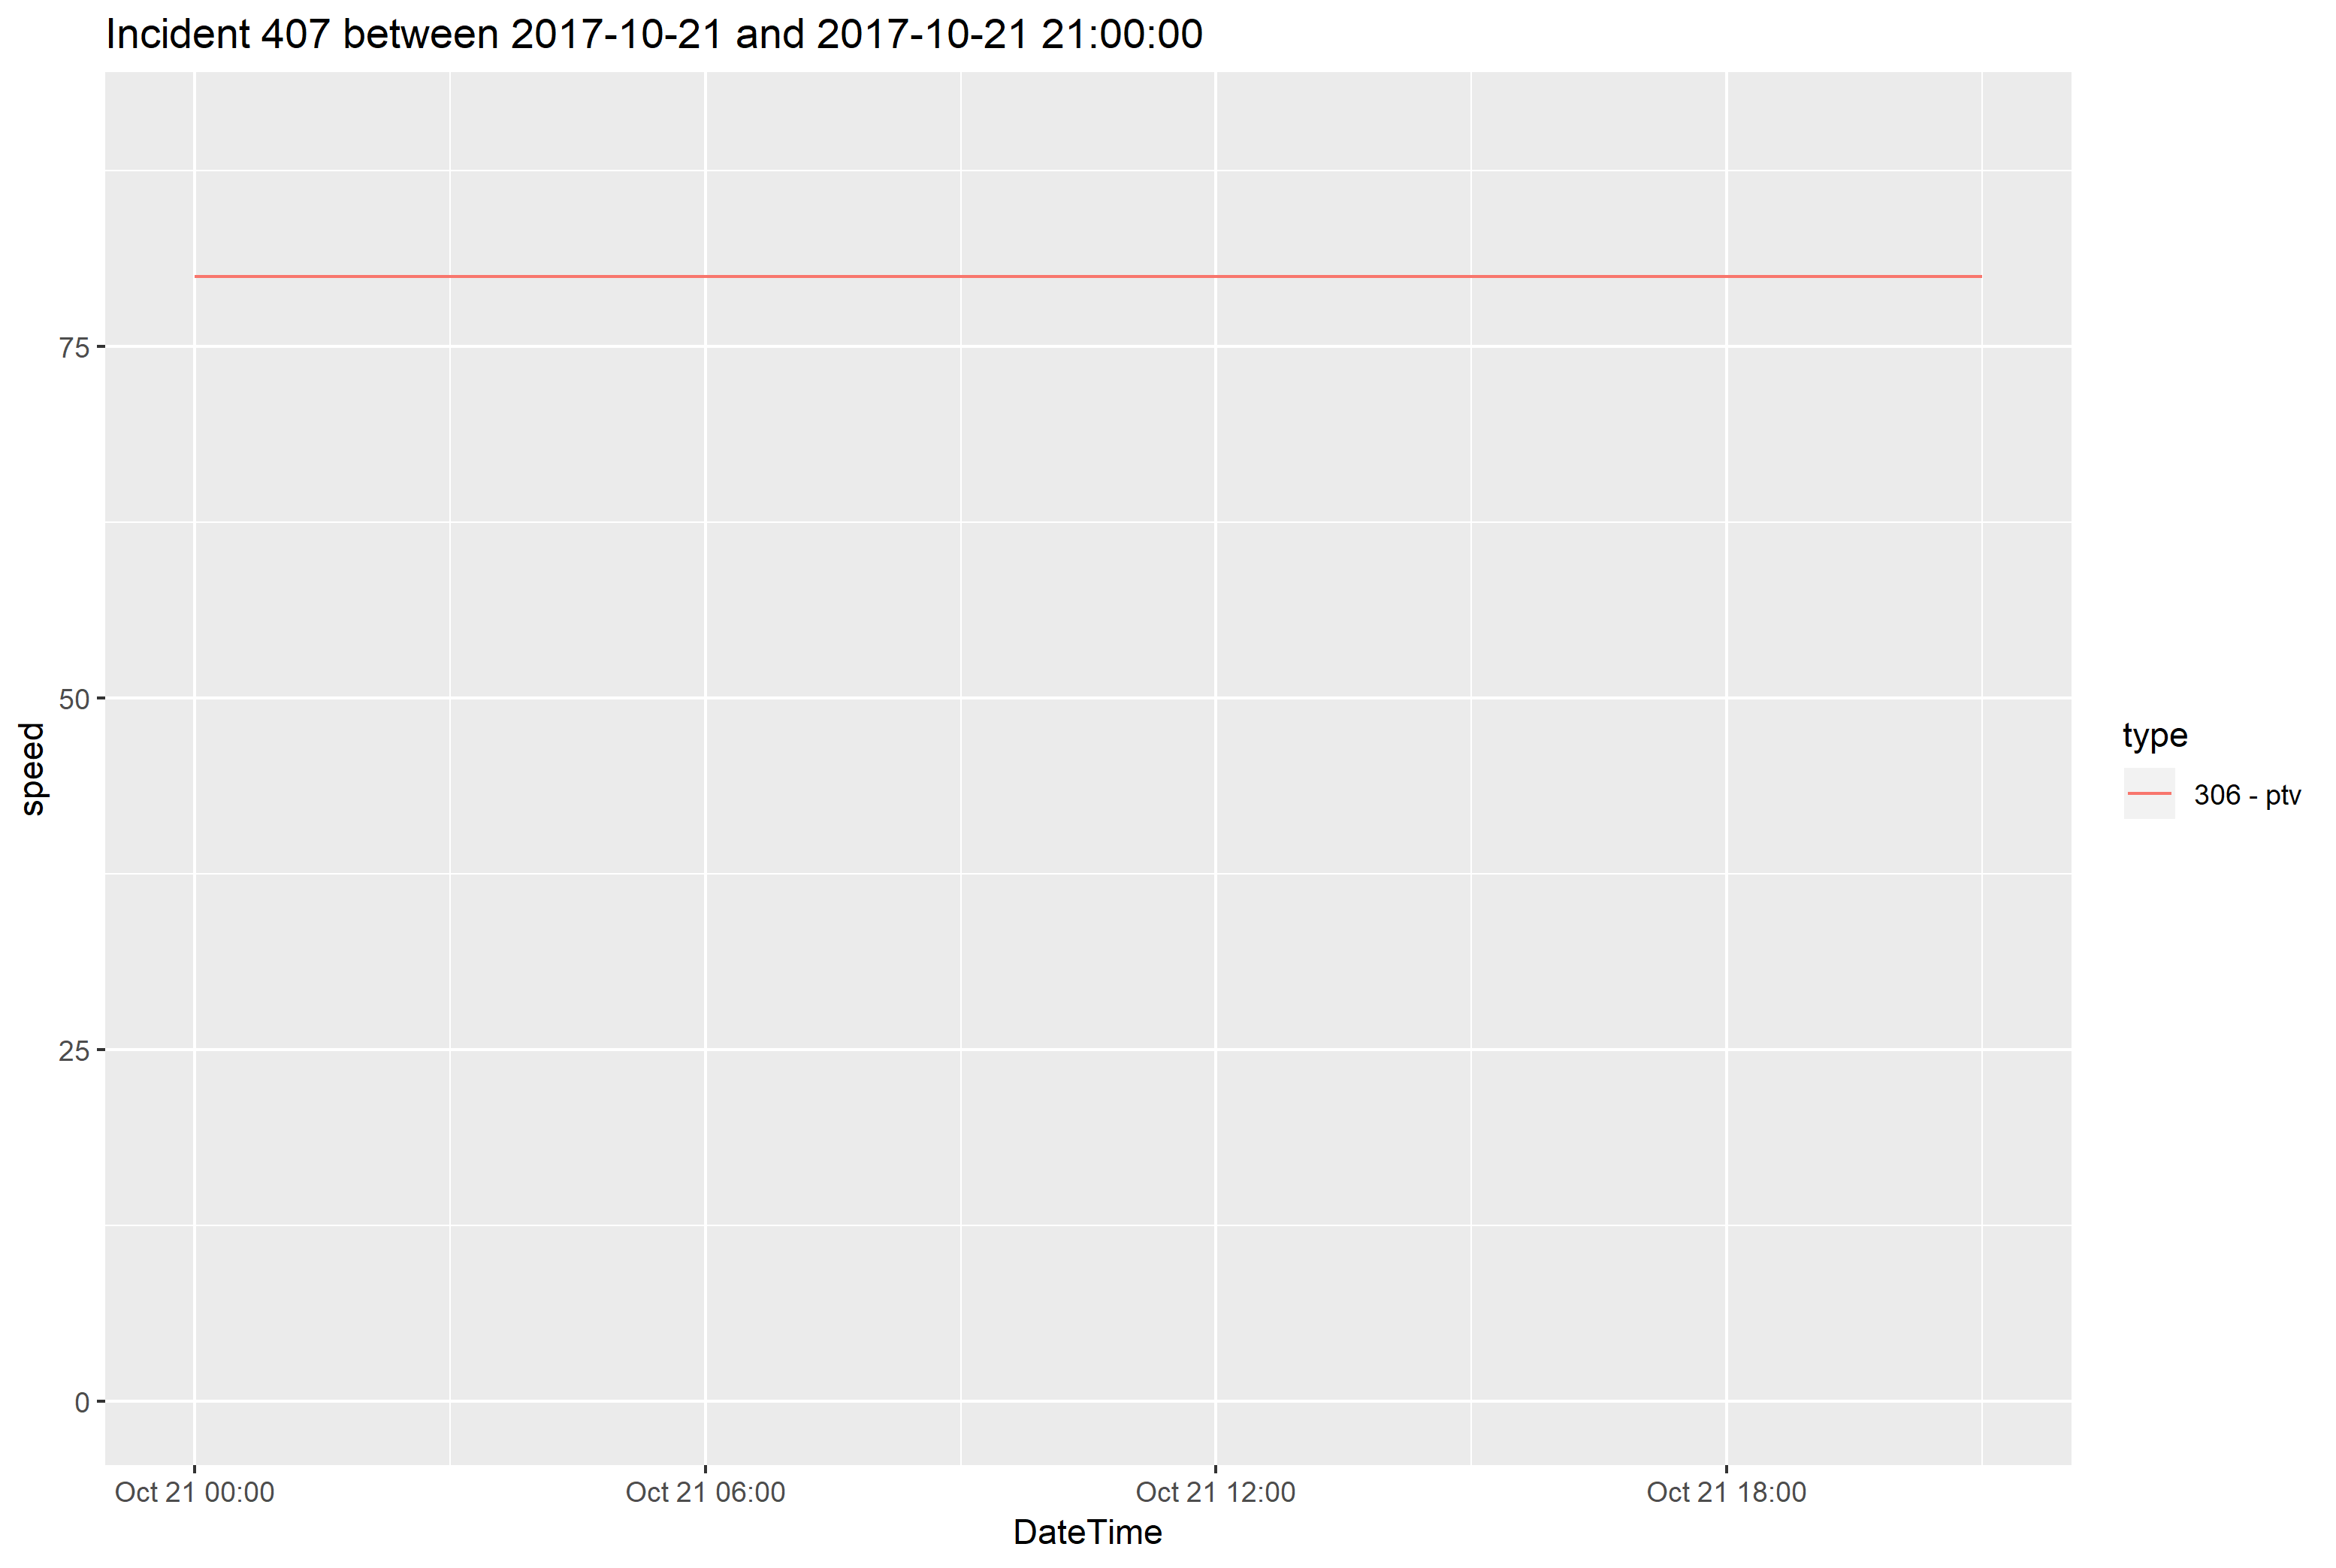 Incident 407 between 2017-10-21 and 2017-10-21 21:00:00
75
50
25
0
speed
Oct 21 00:00
Oct 21 06:00
Oct 21 12:00
Oct 21 18:00
DateTime
type
306 - ptv